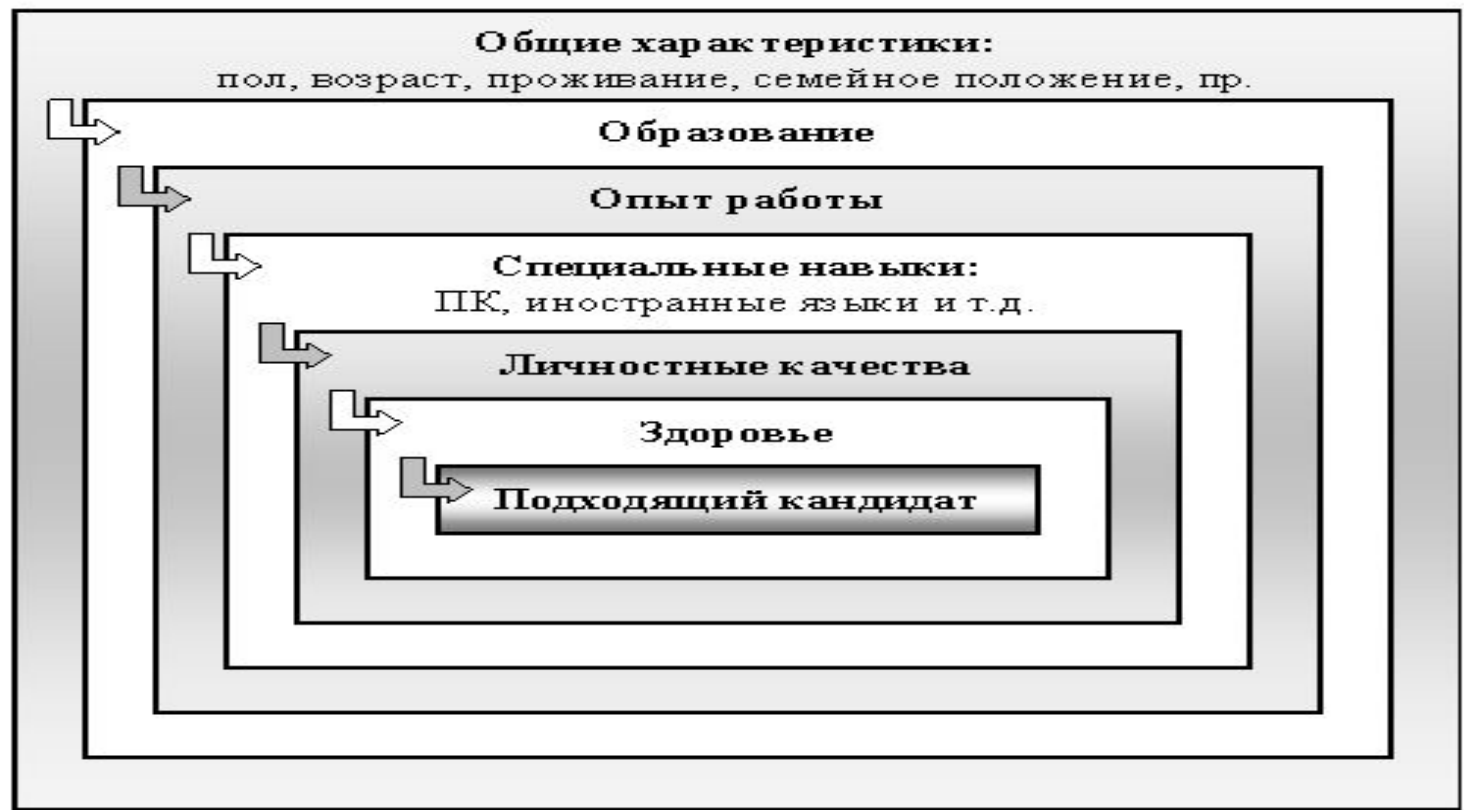 Общие характеристики:
пол, возраст, проживание, семейное положение, пр.
Образование
Опыт работы
Специальные навыки:
ПК, иностранные языки и т.д.
Личностные качества
Здоровье
Подходящий кандидат